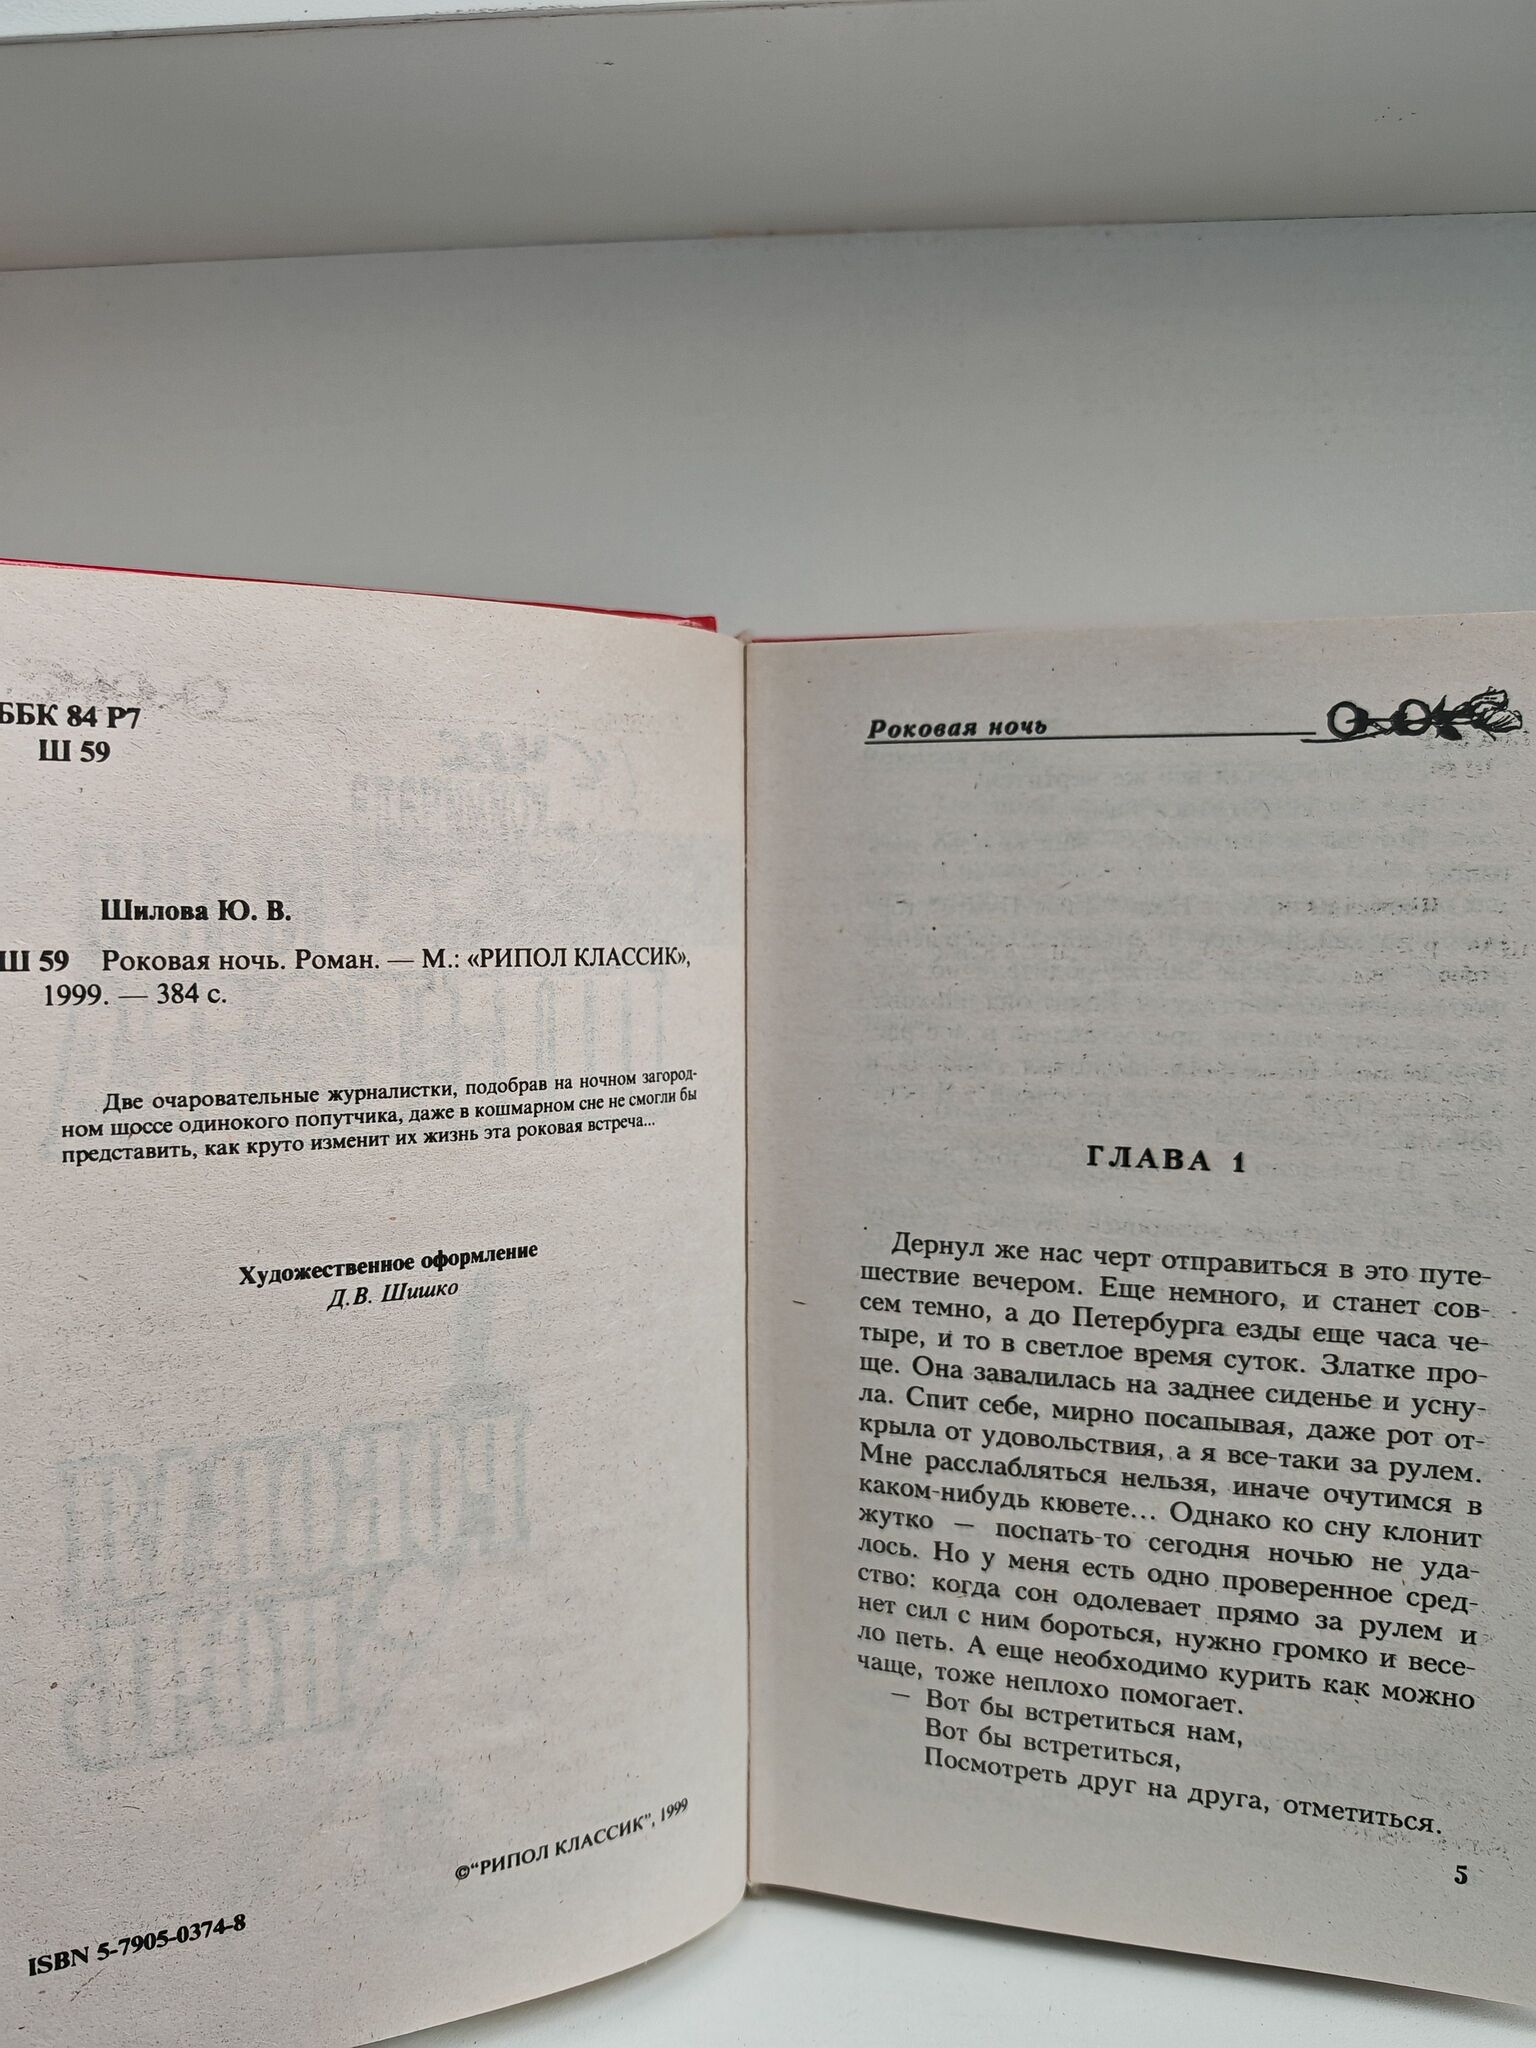 ББК 84 Р7
Ш 59
Шилова Ю. В.
Ш 59 Роковая ночь. Роман. — М.: «РИПОЛ КЛАССИК»,
1999. — 384 с.
Две очаровательные журналистки, подобрав на ночном загород-
ном шоссе одинокого попутчика, даже в кошмарном сне не смогли бы
представить, как круто изменит их жизнь эта роковая встреча...
Художественное оформление
Д.В. Шишко
©"РИПОЛ КЛАССИК", 1999
ISBN 5-7905-0374-8
Роковая ночь
ГЛАВА 1
Дернул же нас черт отправиться в это путе-
шествие вечером. Еще немного, и станет сов-
сем темно, а до Петербурга езды еще часа че-
тыре, и то в светлое время суток. Златке про-
ще. Она завалилась на заднее сиденье и усну-
ла. Спит себе, мирно посапывая, даже рот от-
крыла от удовольствия, а я все-таки за рулем.
Мне расслабляться нельзя, иначе очутимся в
каком-нибудь кювете... Однако ко сну клонит
жутко — поспать-то сегодня ночью не уда-
лось. Но у меня есть одно проверенное сред-
ство: когда сон одолевает прямо за рулем и
нет сил с ним бороться, нужно громко и весе-
ло петь. А еще необходимо курить как можно
чаще, тоже неплохо помогает.
— Вот бы встретиться нам,
Вот бы встретиться,
Посмотреть друг на друга, отметиться.
5